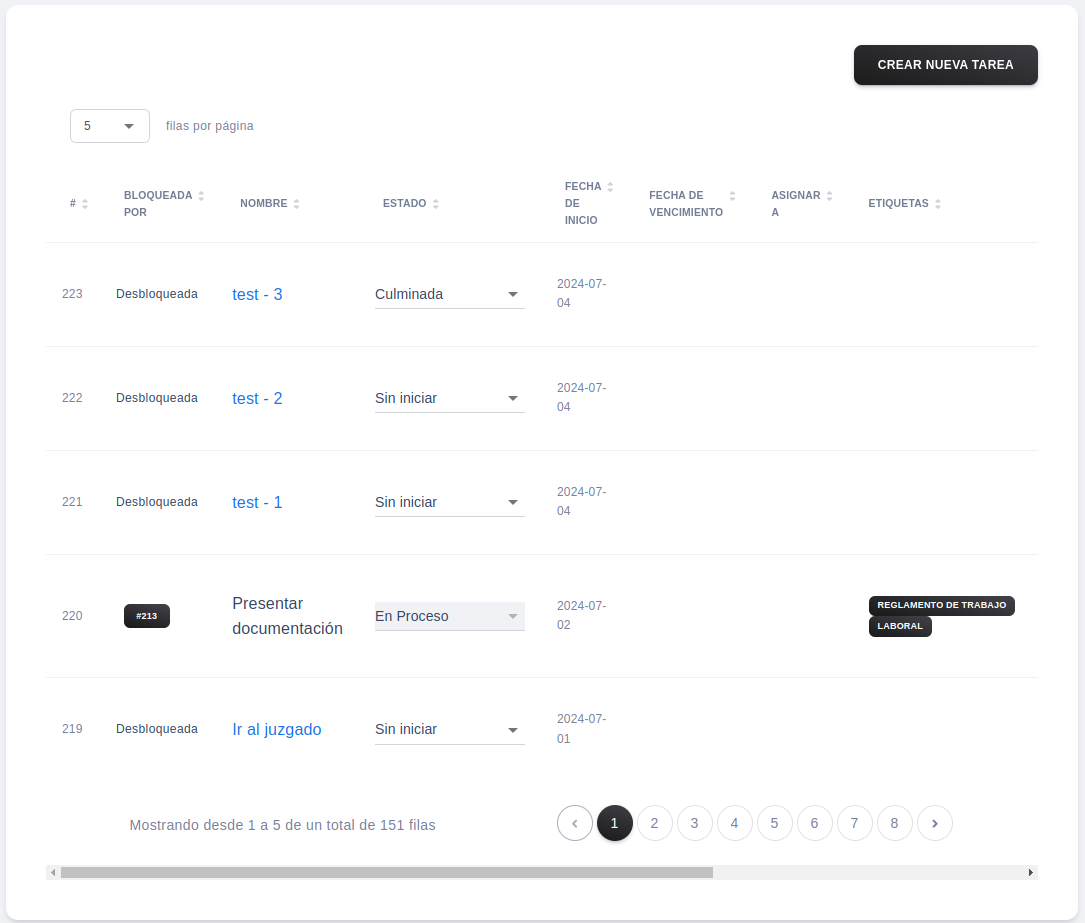 CREAR NUEVA TAREA
5 filas por página
# BLOQUEADA POR NOMBRE ESTADO FECHA DE INICIO FECHA DE VENCIMIENTO ASIGNAR A ETIQUETAS
223 Desbloqueada test - 3 Culminada 2024-07-04
222 Desbloqueada test - 2 Sin iniciar 2024-07-04
221 Desbloqueada test - 1 Sin iniciar 2024-07-04
220 #213 Presentar documentación En Proceso 2024-07-02 REGLAMENTO DE TRABAJO LABORAL
219 Desbloqueada Ir al juzgado Sin iniciar 2024-07-01
Mostrando desde 1 a 5 de un total de 151 filas ‹ 1 2 3 4 5 6 7 8 ›